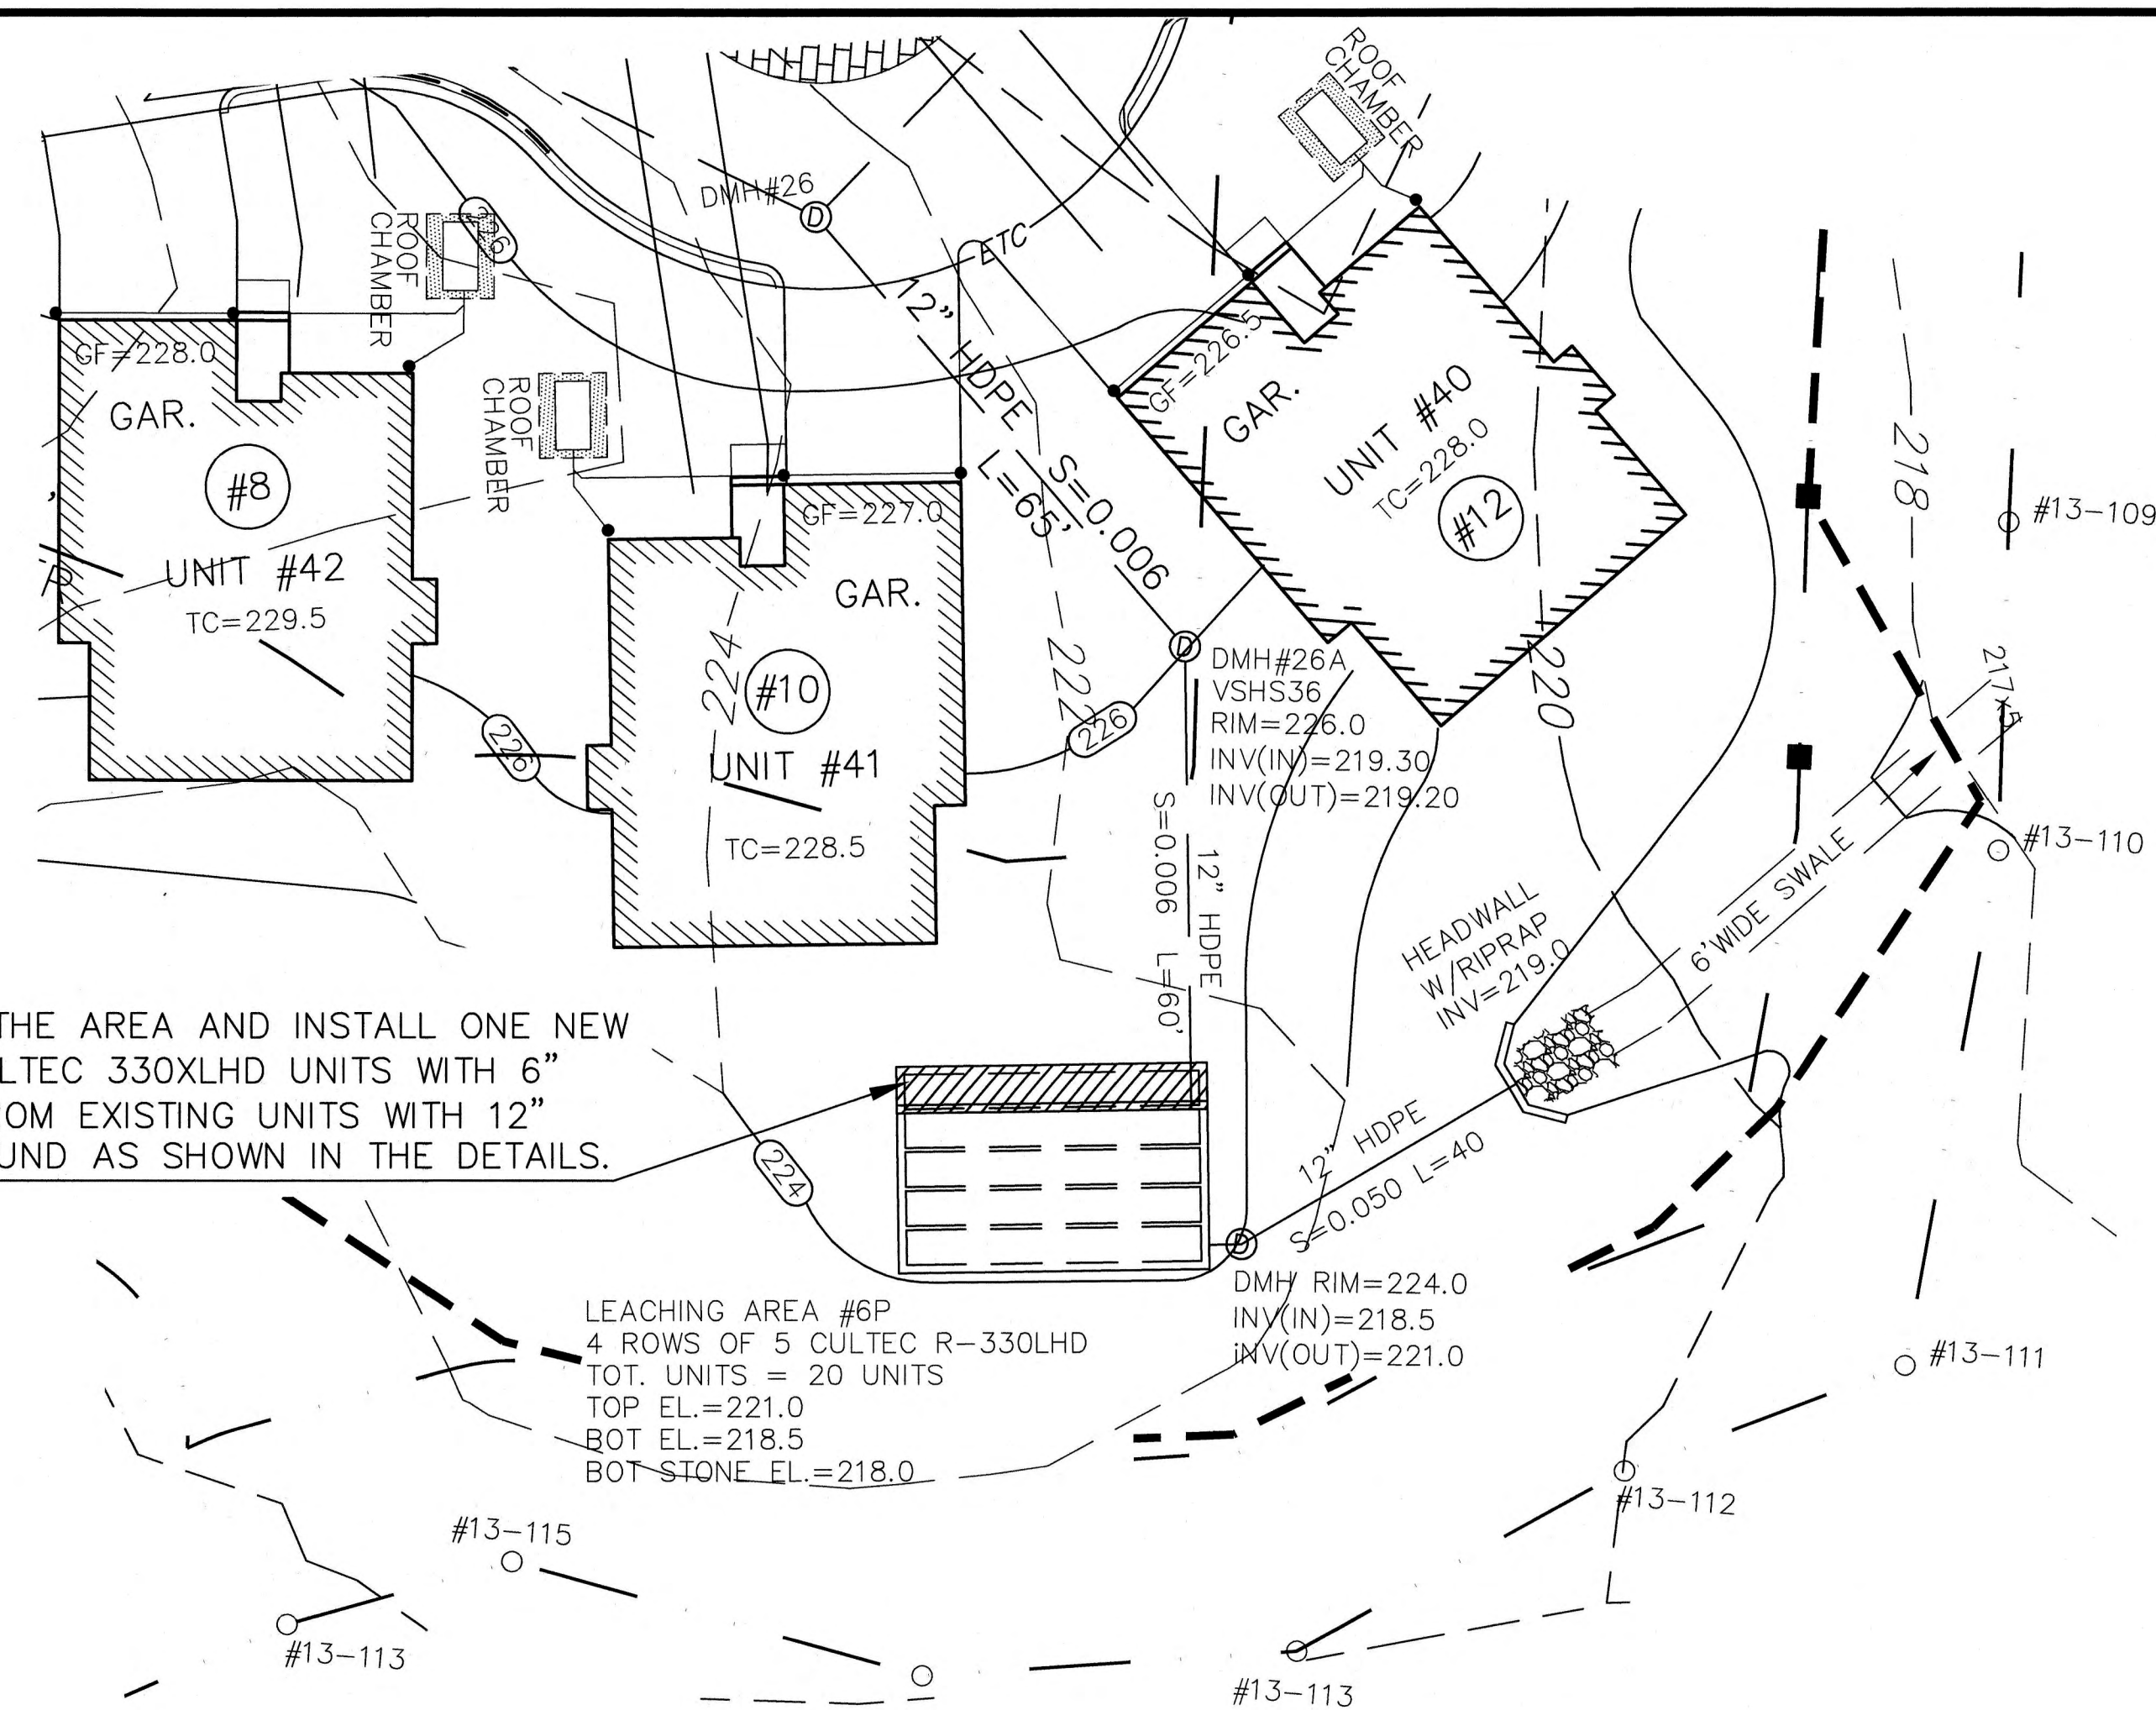 ROOF
CHAMBER
DMH#26
D
226
ROOF
CHAMBER
ETC
12" HDPE
S=0.006
L=65'
GF=228.0
GAR.
#8
UNIT #42
TC=229.5
ROOF
CHAMBER
GF=227.0
GAR.
#10
UNIT #41
TC=228.5
224
GF=226.5
GAR.
UNIT #40
TC=228.0
#12
218
#13-109
222
220
217.5
D
DMH#26A
VSHS36
RIM=226.0
INV(IN)=219.30
INV(OUT)=219.20
226
226
12" HDPE
S=0.006 L=60'
#13-110
6'WIDE SWALE
HEADWALL
W/RIPRAP
INV=219.0
THE AREA AND INSTALL ONE NEW
LTEC 330XLHD UNITS WITH 6"
OM EXISTING UNITS WITH 12"
UND AS SHOWN IN THE DETAILS.
224
12" HDPE
S=0.050 L=40
D
DMH RIM=224.0
INV(IN)=218.5
INV(OUT)=221.0
LEACHING AREA #6P
4 ROWS OF 5 CULTEC R-330LHD
TOT. UNITS = 20 UNITS
TOP EL.=221.0
BOT EL.=218.5
BOT STONE EL.=218.0
#13-111
#13-112
#13-115
#13-113
#13-113